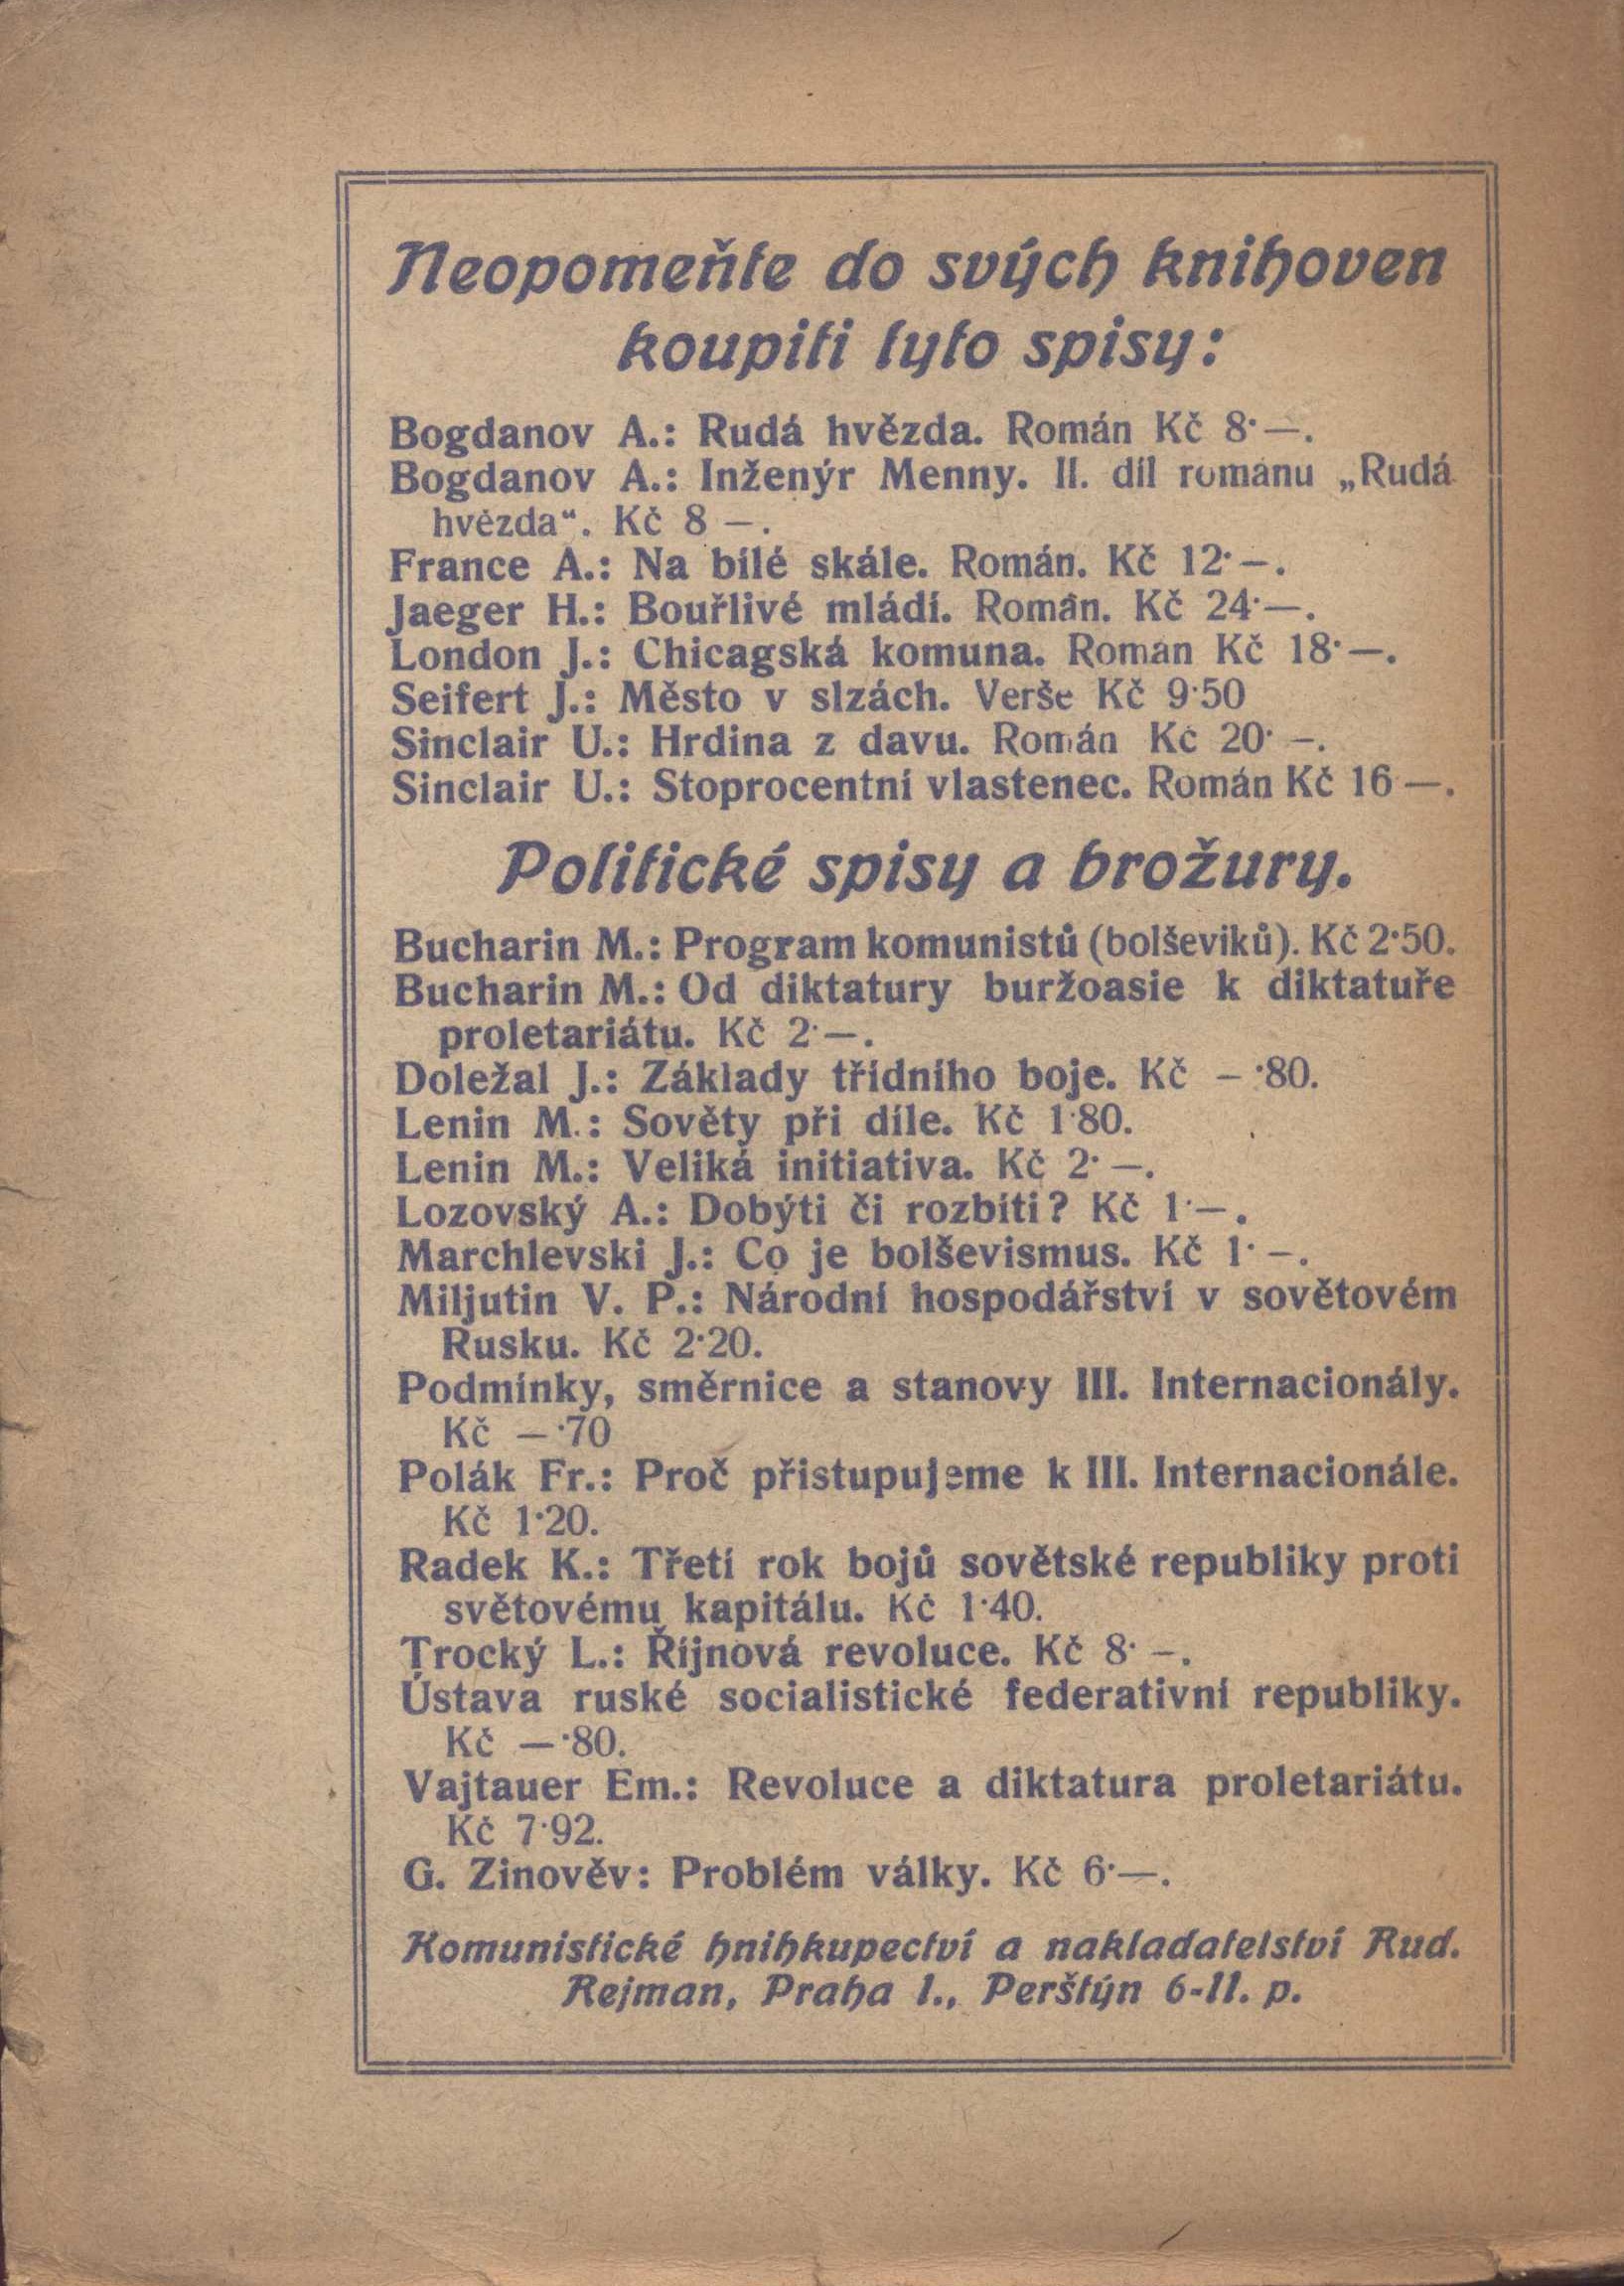 Neopomeňte do svých knihoven
koupiti tyto spisy:
Bogdanov A.: Rudá hvězda. Román Kč 8·—.
Bogdanov A.: Inženýr Menny. II. díl románu „Rudá
hvězda“. Kč 8 —.
France A.: Na bílé skále. Román. Kč 12·—.
Jaeger H.: Bouřlivé mládí. Román. Kč 24·—.
London J.: Chicagská komuna. Román Kč 18·—.
Seifert J.: Město v slzách. Verše Kč 9·50
Sinclair U.: Hrdina z davu. Román Kč 20·—.
Sinclair U.: Stoprocentní vlastenec. Román Kč 16 —.
Politické spisy a brožury.
Bucharin M.: Program komunistů (bolševiků). Kč 2·50.
Bucharin M.: Od diktatury buržoasie k diktatuře
proletariátu. Kč 2·—.
Doležal J.: Základy třídního boje. Kč —·80.
Lenin M.: Sověty při díle. Kč 1·80.
Lenin M.: Veliká initiativa. Kč 2·—.
Lozovský A.: Dobýti či rozbíti? Kč 1·—.
Marchlevski J.: Co je bolševismus. Kč 1·—.
Miljutin V. P.: Národní hospodářství v sovětovém
Rusku. Kč 2·20.
Podmínky, směrnice a stanovy III. Internacionály.
Kč —·70
Polák Fr.: Proč přistupujeme k III. Internacionále.
Kč 1·20.
Radek K.: Třetí rok bojů sovětské republiky proti
světovému kapitálu. Kč 1·40.
Trocký L.: Říjnová revoluce. Kč 8·—.
Ústava ruské socialistické federativní republiky.
Kč —·80.
Vajtauer Em.: Revoluce a diktatura proletariátu.
Kč 7·92.
G. Zinověv: Problém války. Kč 6·—.
Komunistické hnihkupectví a nakladatelství Rud.
Rejman, Praha I., Perštýn 6-II. p.